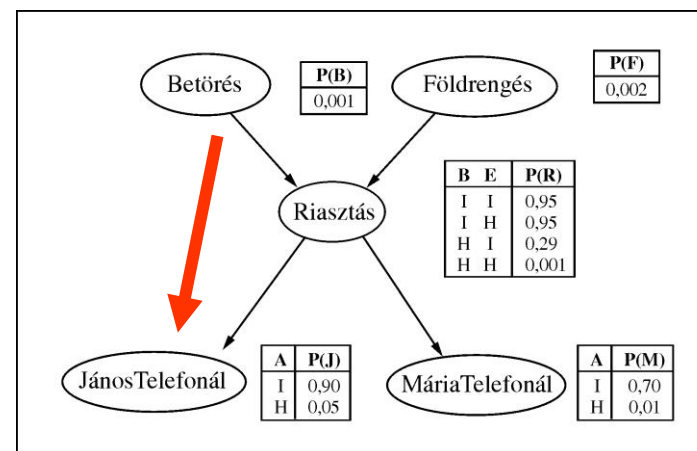 Betörés
P(B)
0,001
Földrengés
P(F)
0,002
Riasztás
B E P(R)
I I 0,95
I H 0,95
H I 0,29
H H 0,001
JánosTelefonál
A P(J)
I 0,90
H 0,05
MáriaTelefonál
A P(M)
I 0,70
H 0,01